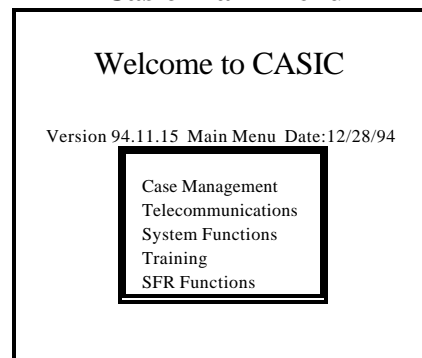 Welcome to CASIC
Version 94.11.15 Main Menu Date:12/28/94
Case Management
Telecommunications
System Functions
Training
SFR Functions